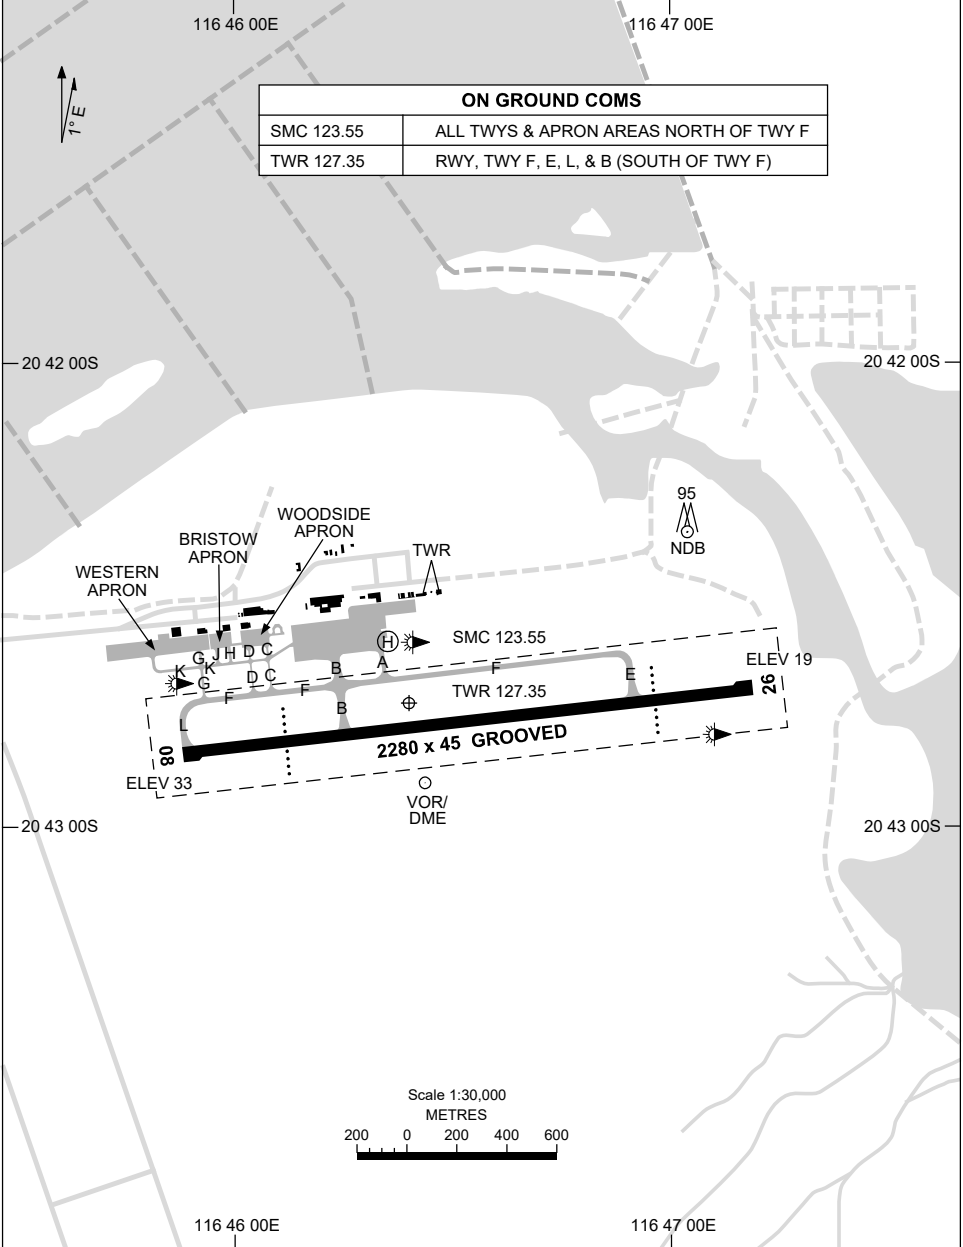 116 46 00E
116 47 00E
1° E
ON GROUND COMS
SMC 123.55 ALL TWYS & APRON AREAS NORTH OF TWY F
TWR 127.35 RWY, TWY F, E, L, & B (SOUTH OF TWY F)
20 42 00S
20 42 00S
95
NDB
WOODSIDE
APRON
BRISTOW
APRON
WESTERN
APRON
TWR
SMC 123.55
H
G
J
H
D
C
K
K
G
D
C
B
A
F
F
F
B
E
L
TWR 127.35
ELEV 19
26
08
2280 x 45 GROOVED
ELEV 33
VOR/
DME
20 43 00S
20 43 00S
Scale 1:30,000
METRES
200 0 200 400 600
116 46 00E
116 47 00E